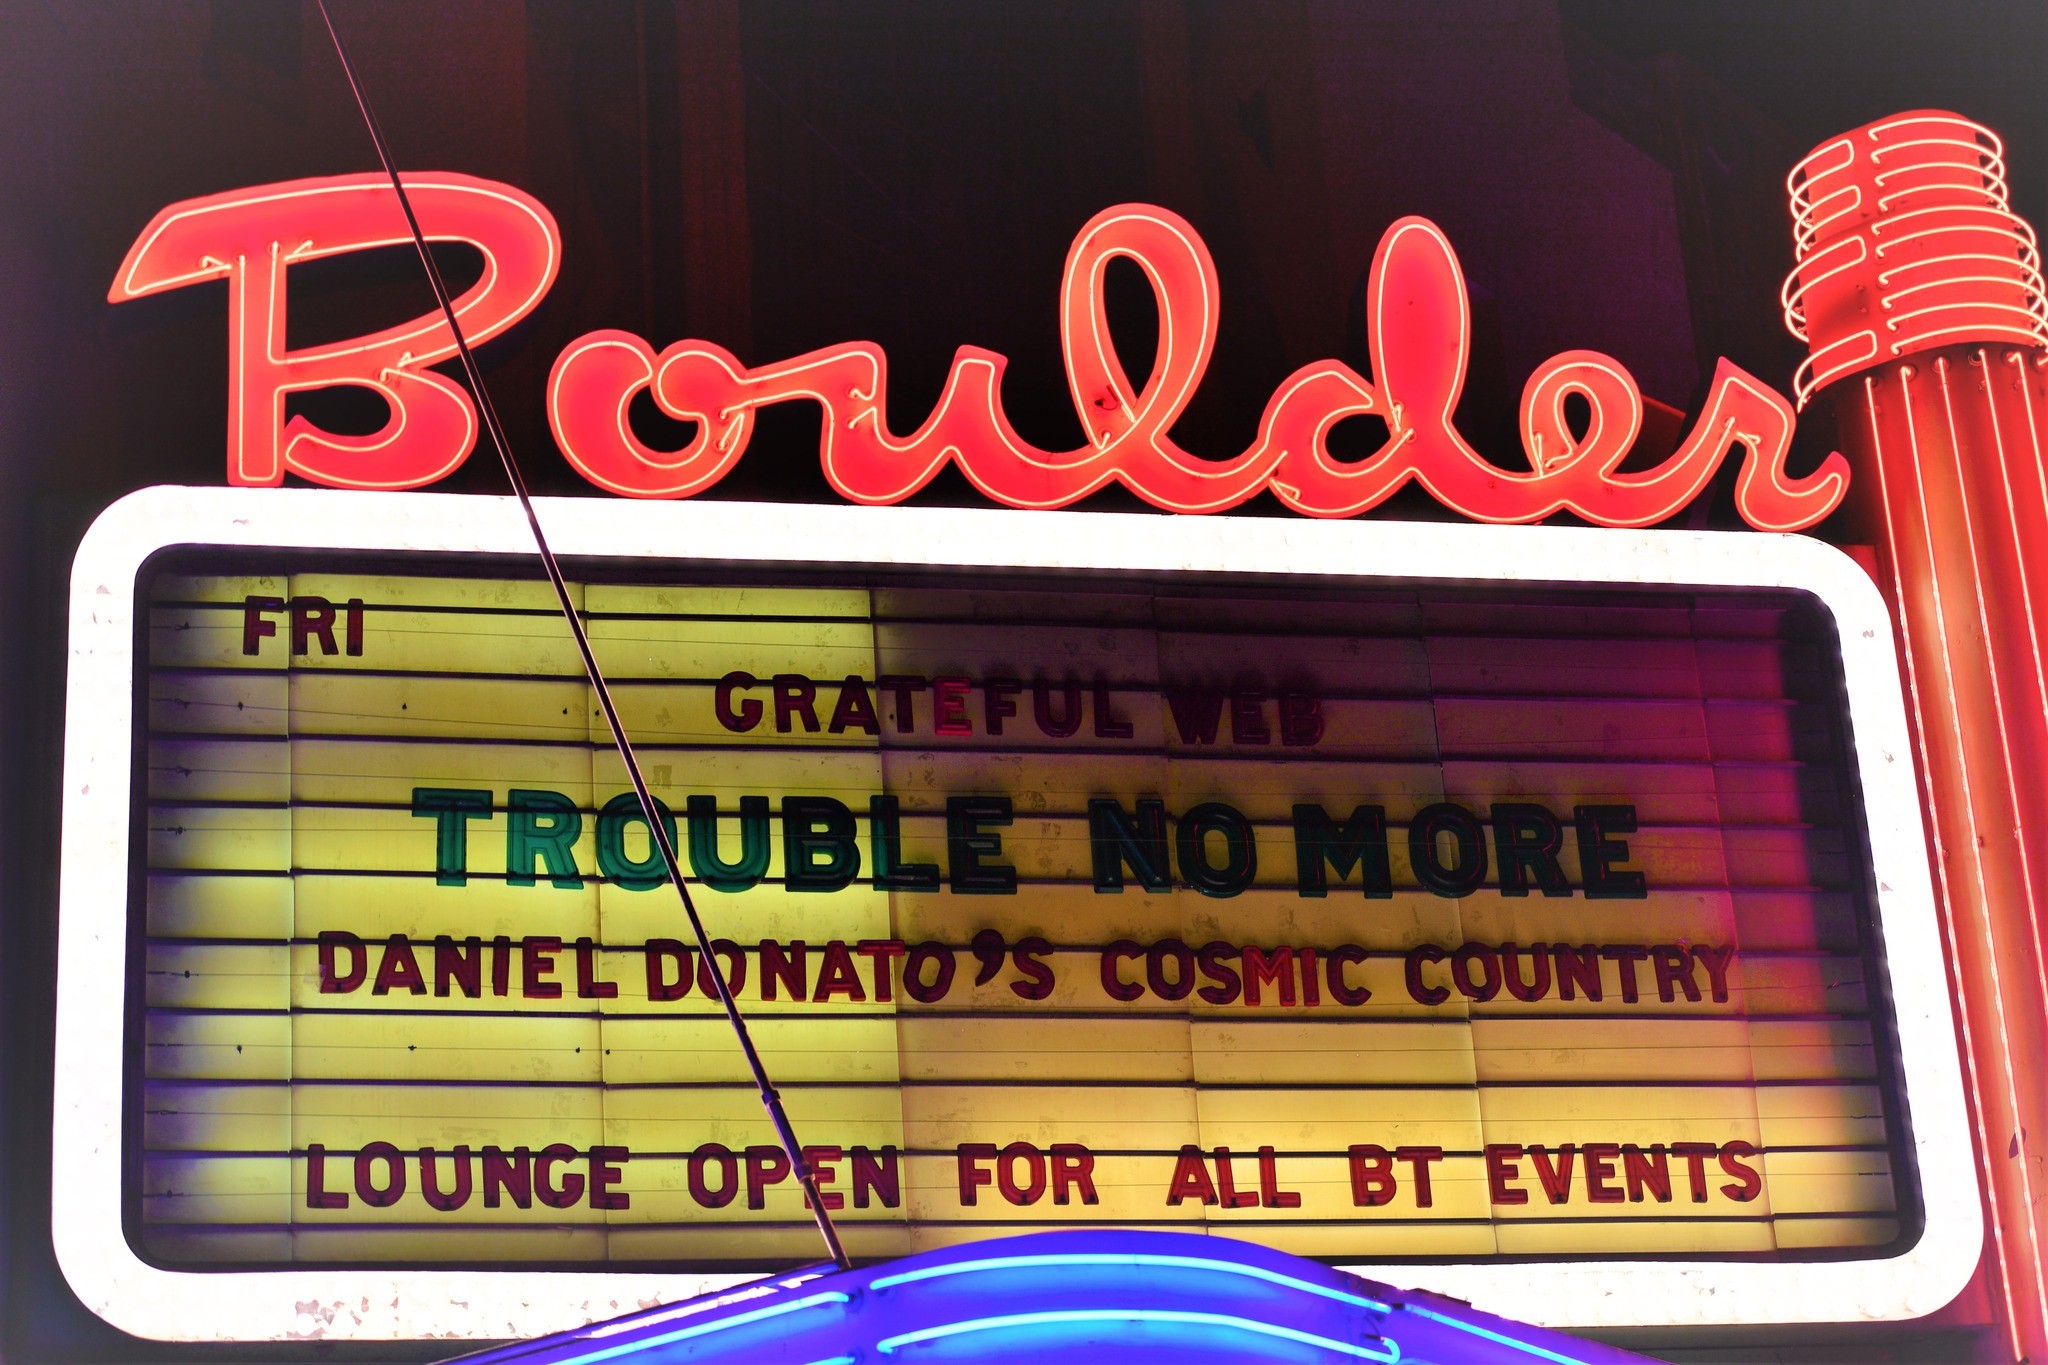 Boulder
FRI
GRATEFUL WEB
TROUBLE NO MORE
DANIEL DONATO'S COSMIC COUNTRY
LOUNGE OPEN FOR ALL BT EVENTS